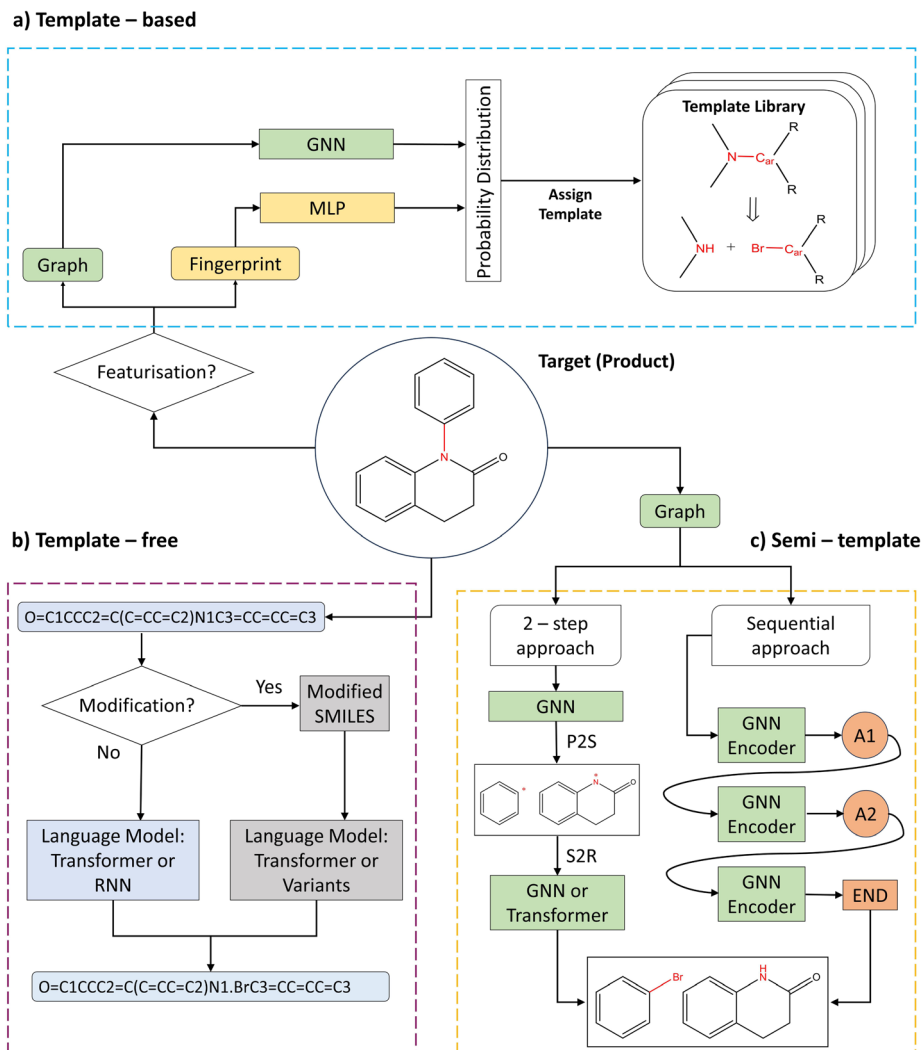 a) Template – based
GNN
MLP
Graph
Fingerprint
Probability Distribution
Assign
Template
Template Library
N
Car
R
R
⇓
NH
+
Br
Car
R
R
Featurisation?
Target (Product)
N
O
Graph
b) Template – free
O=C1CCC2=C(C=CC=C2)N1C3=CC=CC=C3
Modification?
Yes
No
Modified
SMILES
Language Model:
Transformer or
RNN
Language Model:
Transformer or
Variants
O=C1CCC2=C(C=CC=C2)N1.BrC3=CC=CC=C3
c) Semi – template
2 – step
approach
GNN
P2S
*
*
N
O
S2R
GNN or
Transformer
Sequential
approach
GNN
Encoder
A1
GNN
Encoder
A2
GNN
Encoder
END
Br
H
N
O